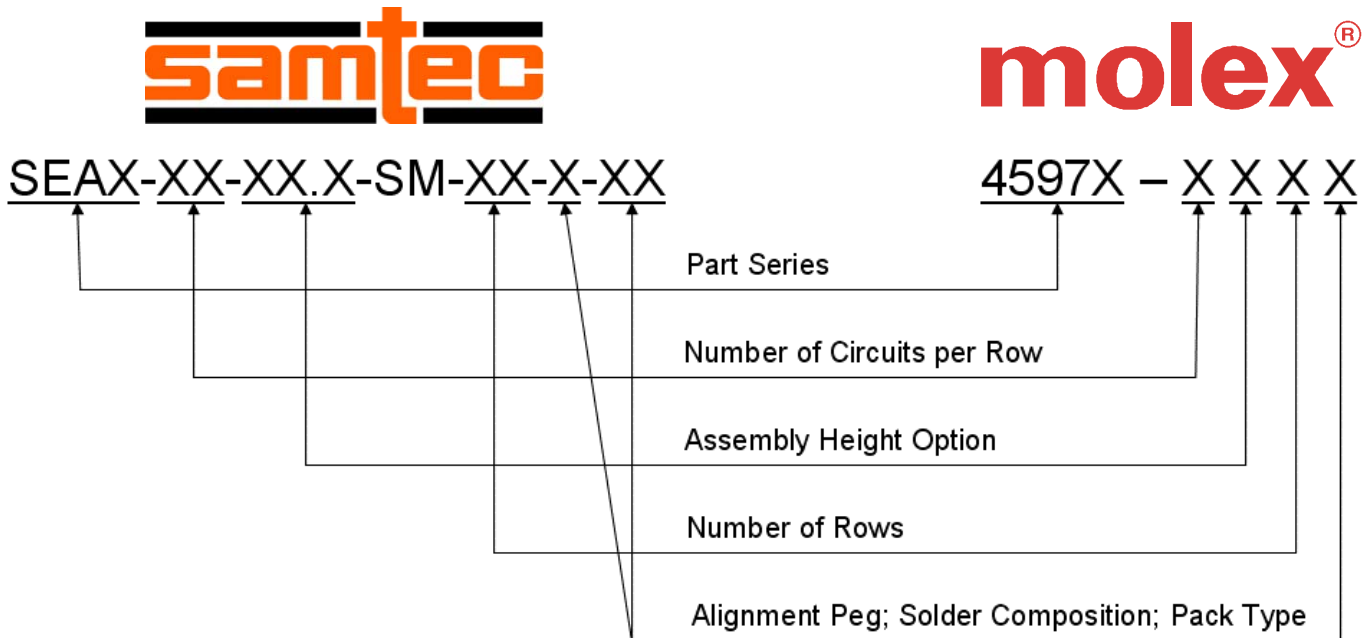 samtec
molex®
SEAX-XX-XX.X-SM-XX-X-XX
4597X – X X X X
Part Series
Number of Circuits per Row
Assembly Height Option
Number of Rows
Alignment Peg; Solder Composition; Pack Type